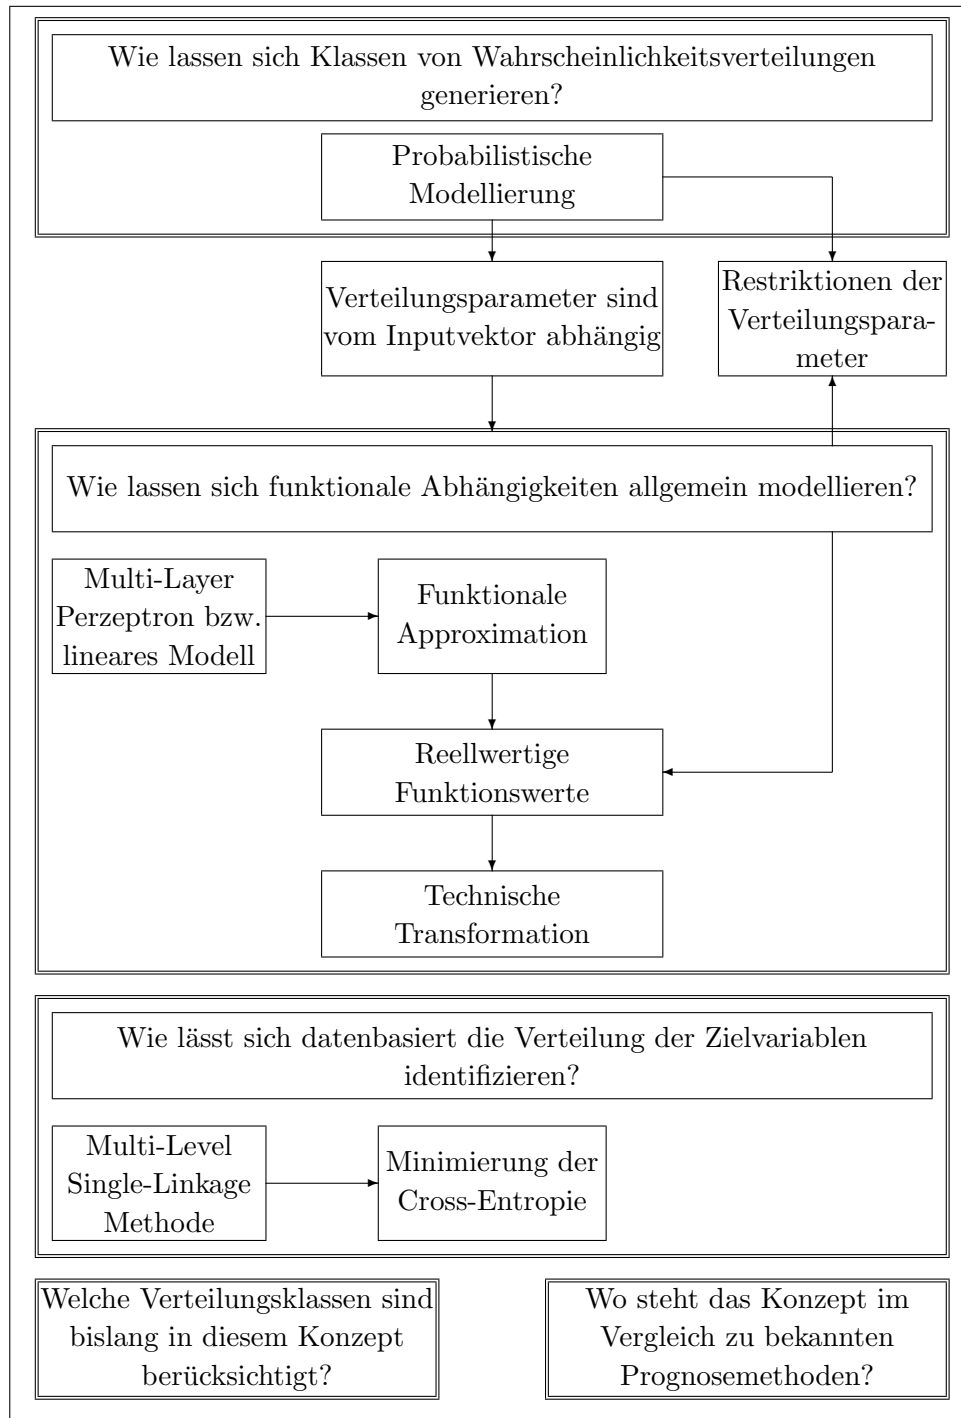 Wie lassen sich Klassen von Wahrscheinlichkeitsverteilungen
generieren?
Probabilistische
Modellierung
Verteilungsparameter sind
vom Inputvektor abhängig
Restriktionen der
Verteilungspara-
meter
Wie lassen sich funktionale Abhängigkeiten allgemein modellieren?
Multi-Layer
Perzeptron bzw.
lineares Modell
Funktionale
Approximation
Reellwertige
Funktionswerte
Technische
Transformation
Wie lässt sich datenbasiert die Verteilung der Zielvariablen
identifizieren?
Multi-Level
Single-Linkage
Methode
Minimierung der
Cross-Entropie
Welche Verteilungsklassen sind
bislang in diesem Konzept
berücksichtigt?
Wo steht das Konzept im
Vergleich zu bekannten
Prognosemethoden?